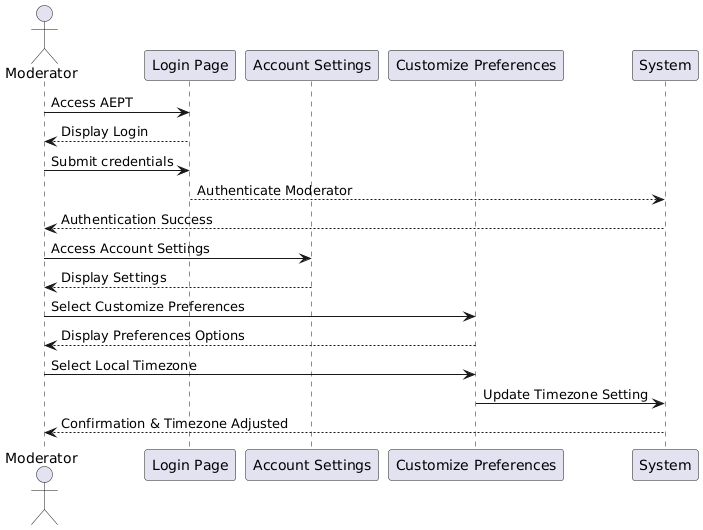 Moderator
Login Page
Account Settings
Customize Preferences
System
Access AEPT
Display Login
Submit credentials
Authenticate Moderator
Authentication Success
Access Account Settings
Display Settings
Select Customize Preferences
Display Preferences Options
Select Local Timezone
Update Timezone Setting
Confirmation & Timezone Adjusted
Moderator
Login Page
Account Settings
Customize Preferences
System